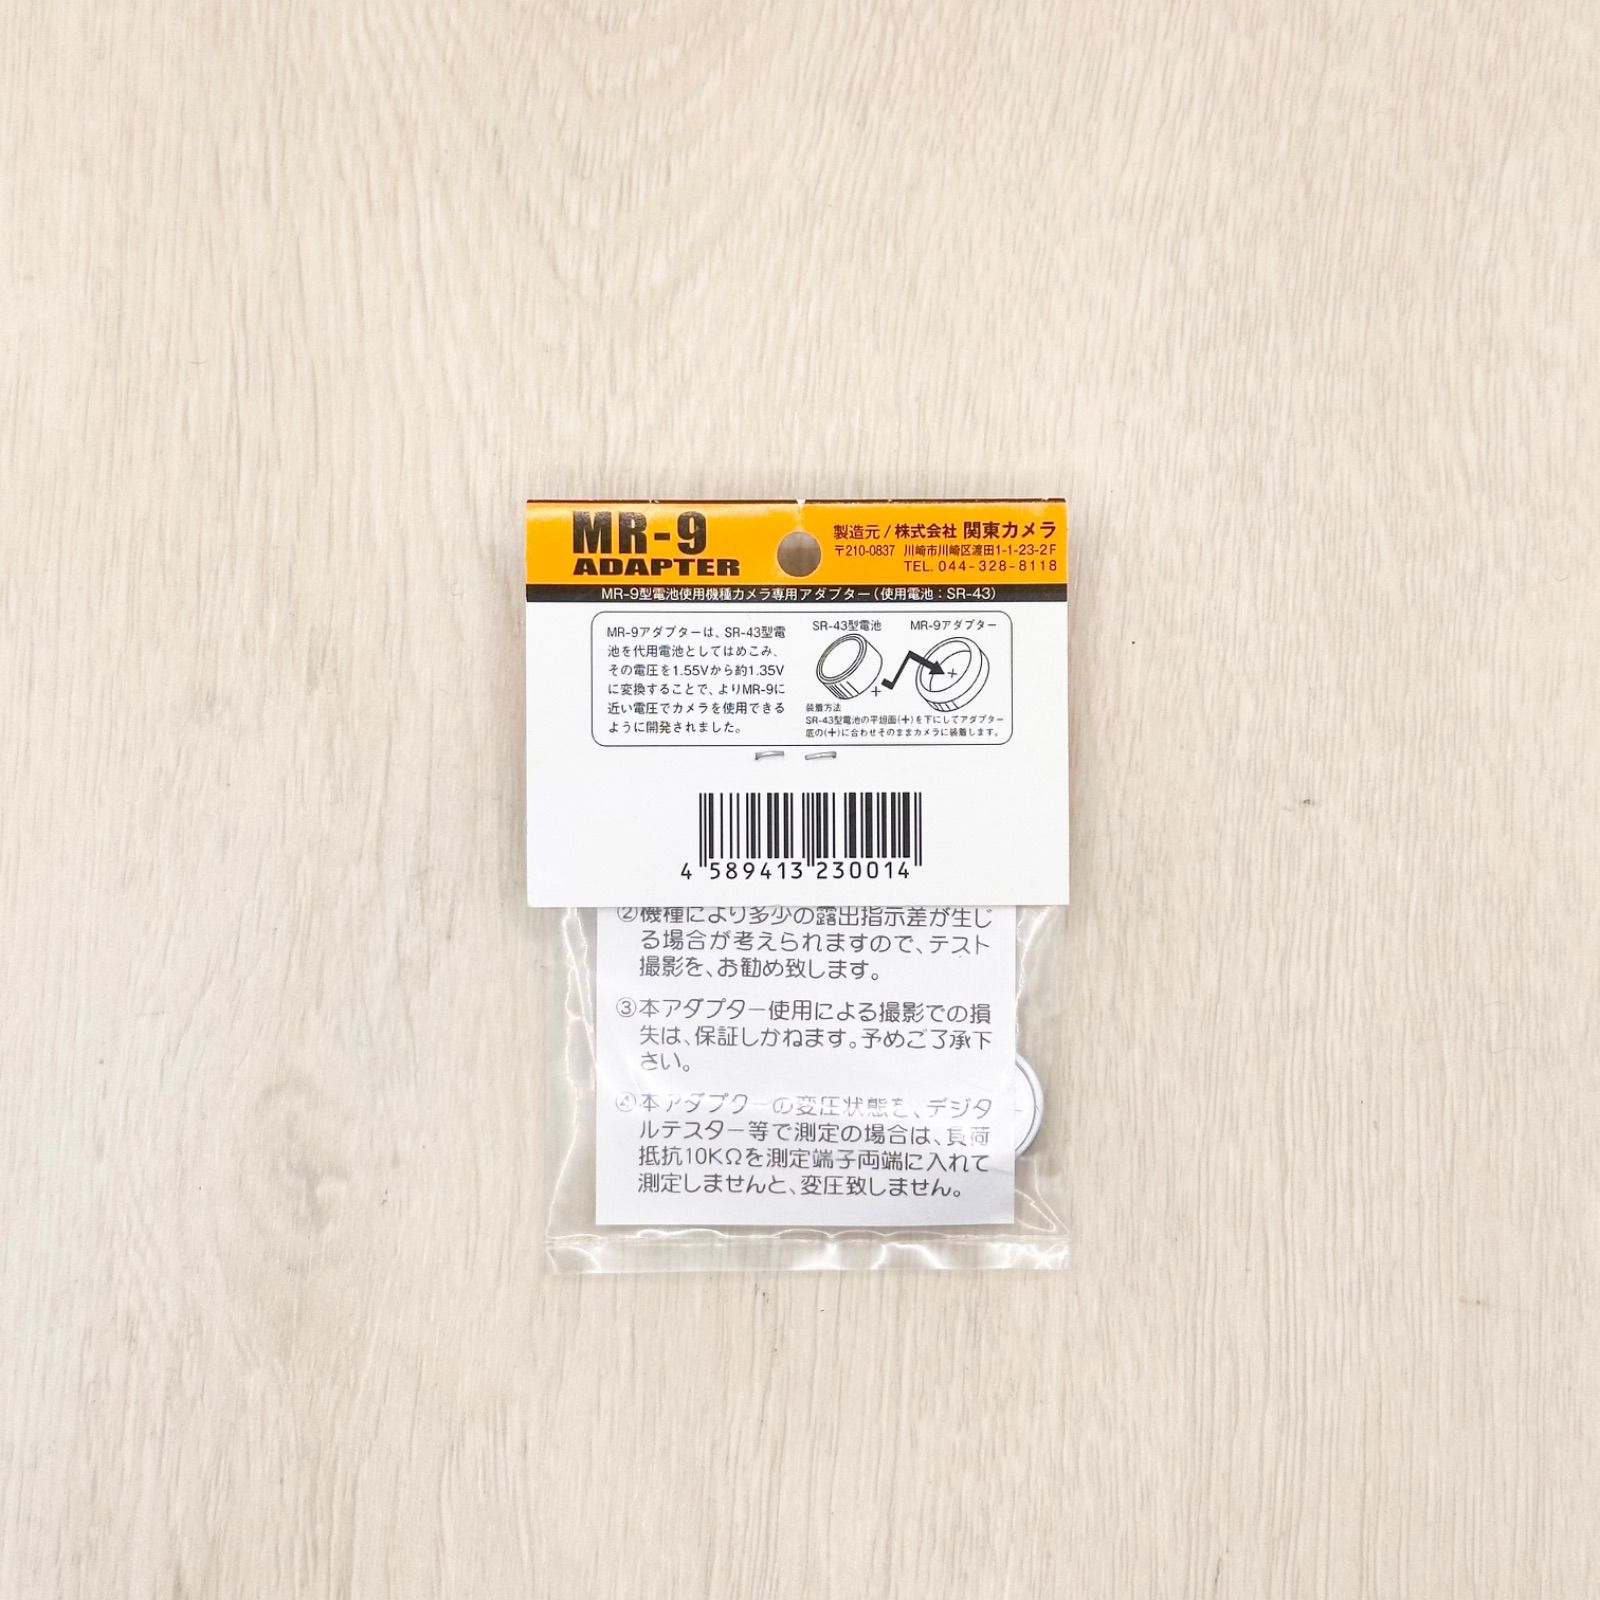 MR-9
ADAPTER
製造元/株式会社 関東カメラ
〒210-0837 川崎市川崎区渡田1-1-23-2F
TEL. 044-328-8118
MR-9型電池使用機種カメラ専用アダプター(使用電池:SR-43)
MR-9アダプターは、SR-43型電
池を代用電池としてはめこみ、
その電圧を1.55Vから約1.35V
に変換することで、よりMR-9に
近い電圧でカメラを使用できる
ように開発されました。
SR-43型電池 MR-9アダプター
+
+
装着方法
SR-43型電池の平坦面(+)を下にしてアダプター
底の(+)に合わせそのままカメラに装着します。
4 589413 230014
②機種により多少の露出指示差が生じ
る場合が考えられますので、テスト
撮影を、お勧め致します。
③本アダプター使用による撮影での損
失は、保証しかねます。予めご了承下
さい。
④本アダプターの変圧状態を、デジタ
ルテスター等で測定の場合は、負荷
抵抗10KΩを測定端子両端に入れて
測定しませんと、変圧致しません。